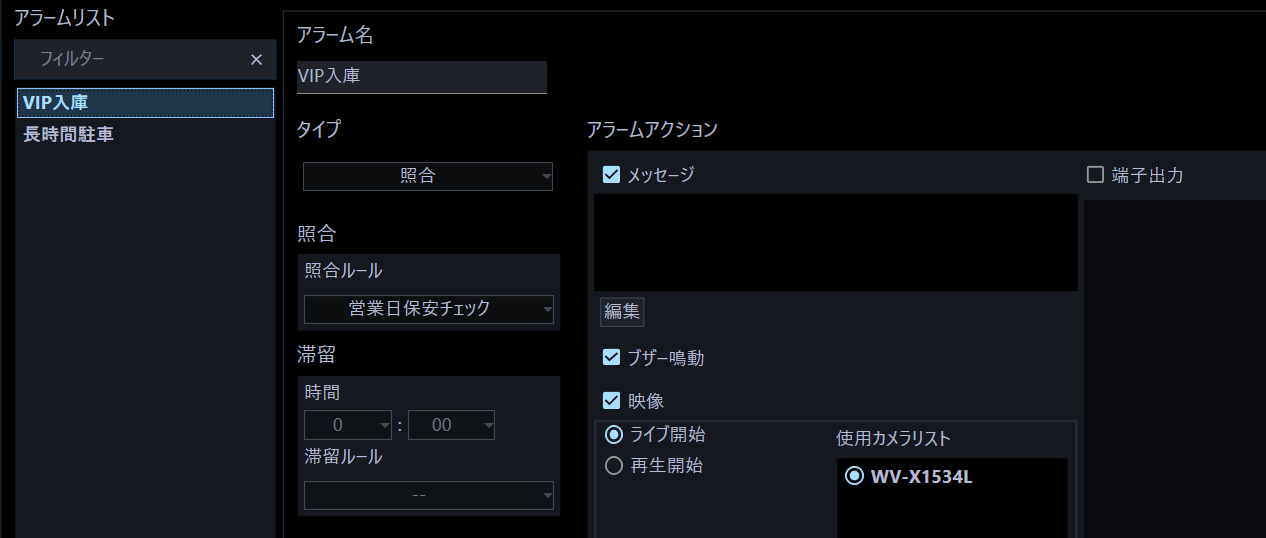 アラームリスト
フィルター ×
VIP入庫
長時間駐車
アラーム名
VIP入庫
タイプ
照合
照合
照合ルール
営業日保安チェック
滞留
時間
0 : 00
滞留ルール
--
アラームアクション
メッセージ
編集
ブザー鳴動
映像
ライブ開始
再生開始
使用カメラリスト
WV-X1534L
端子出力